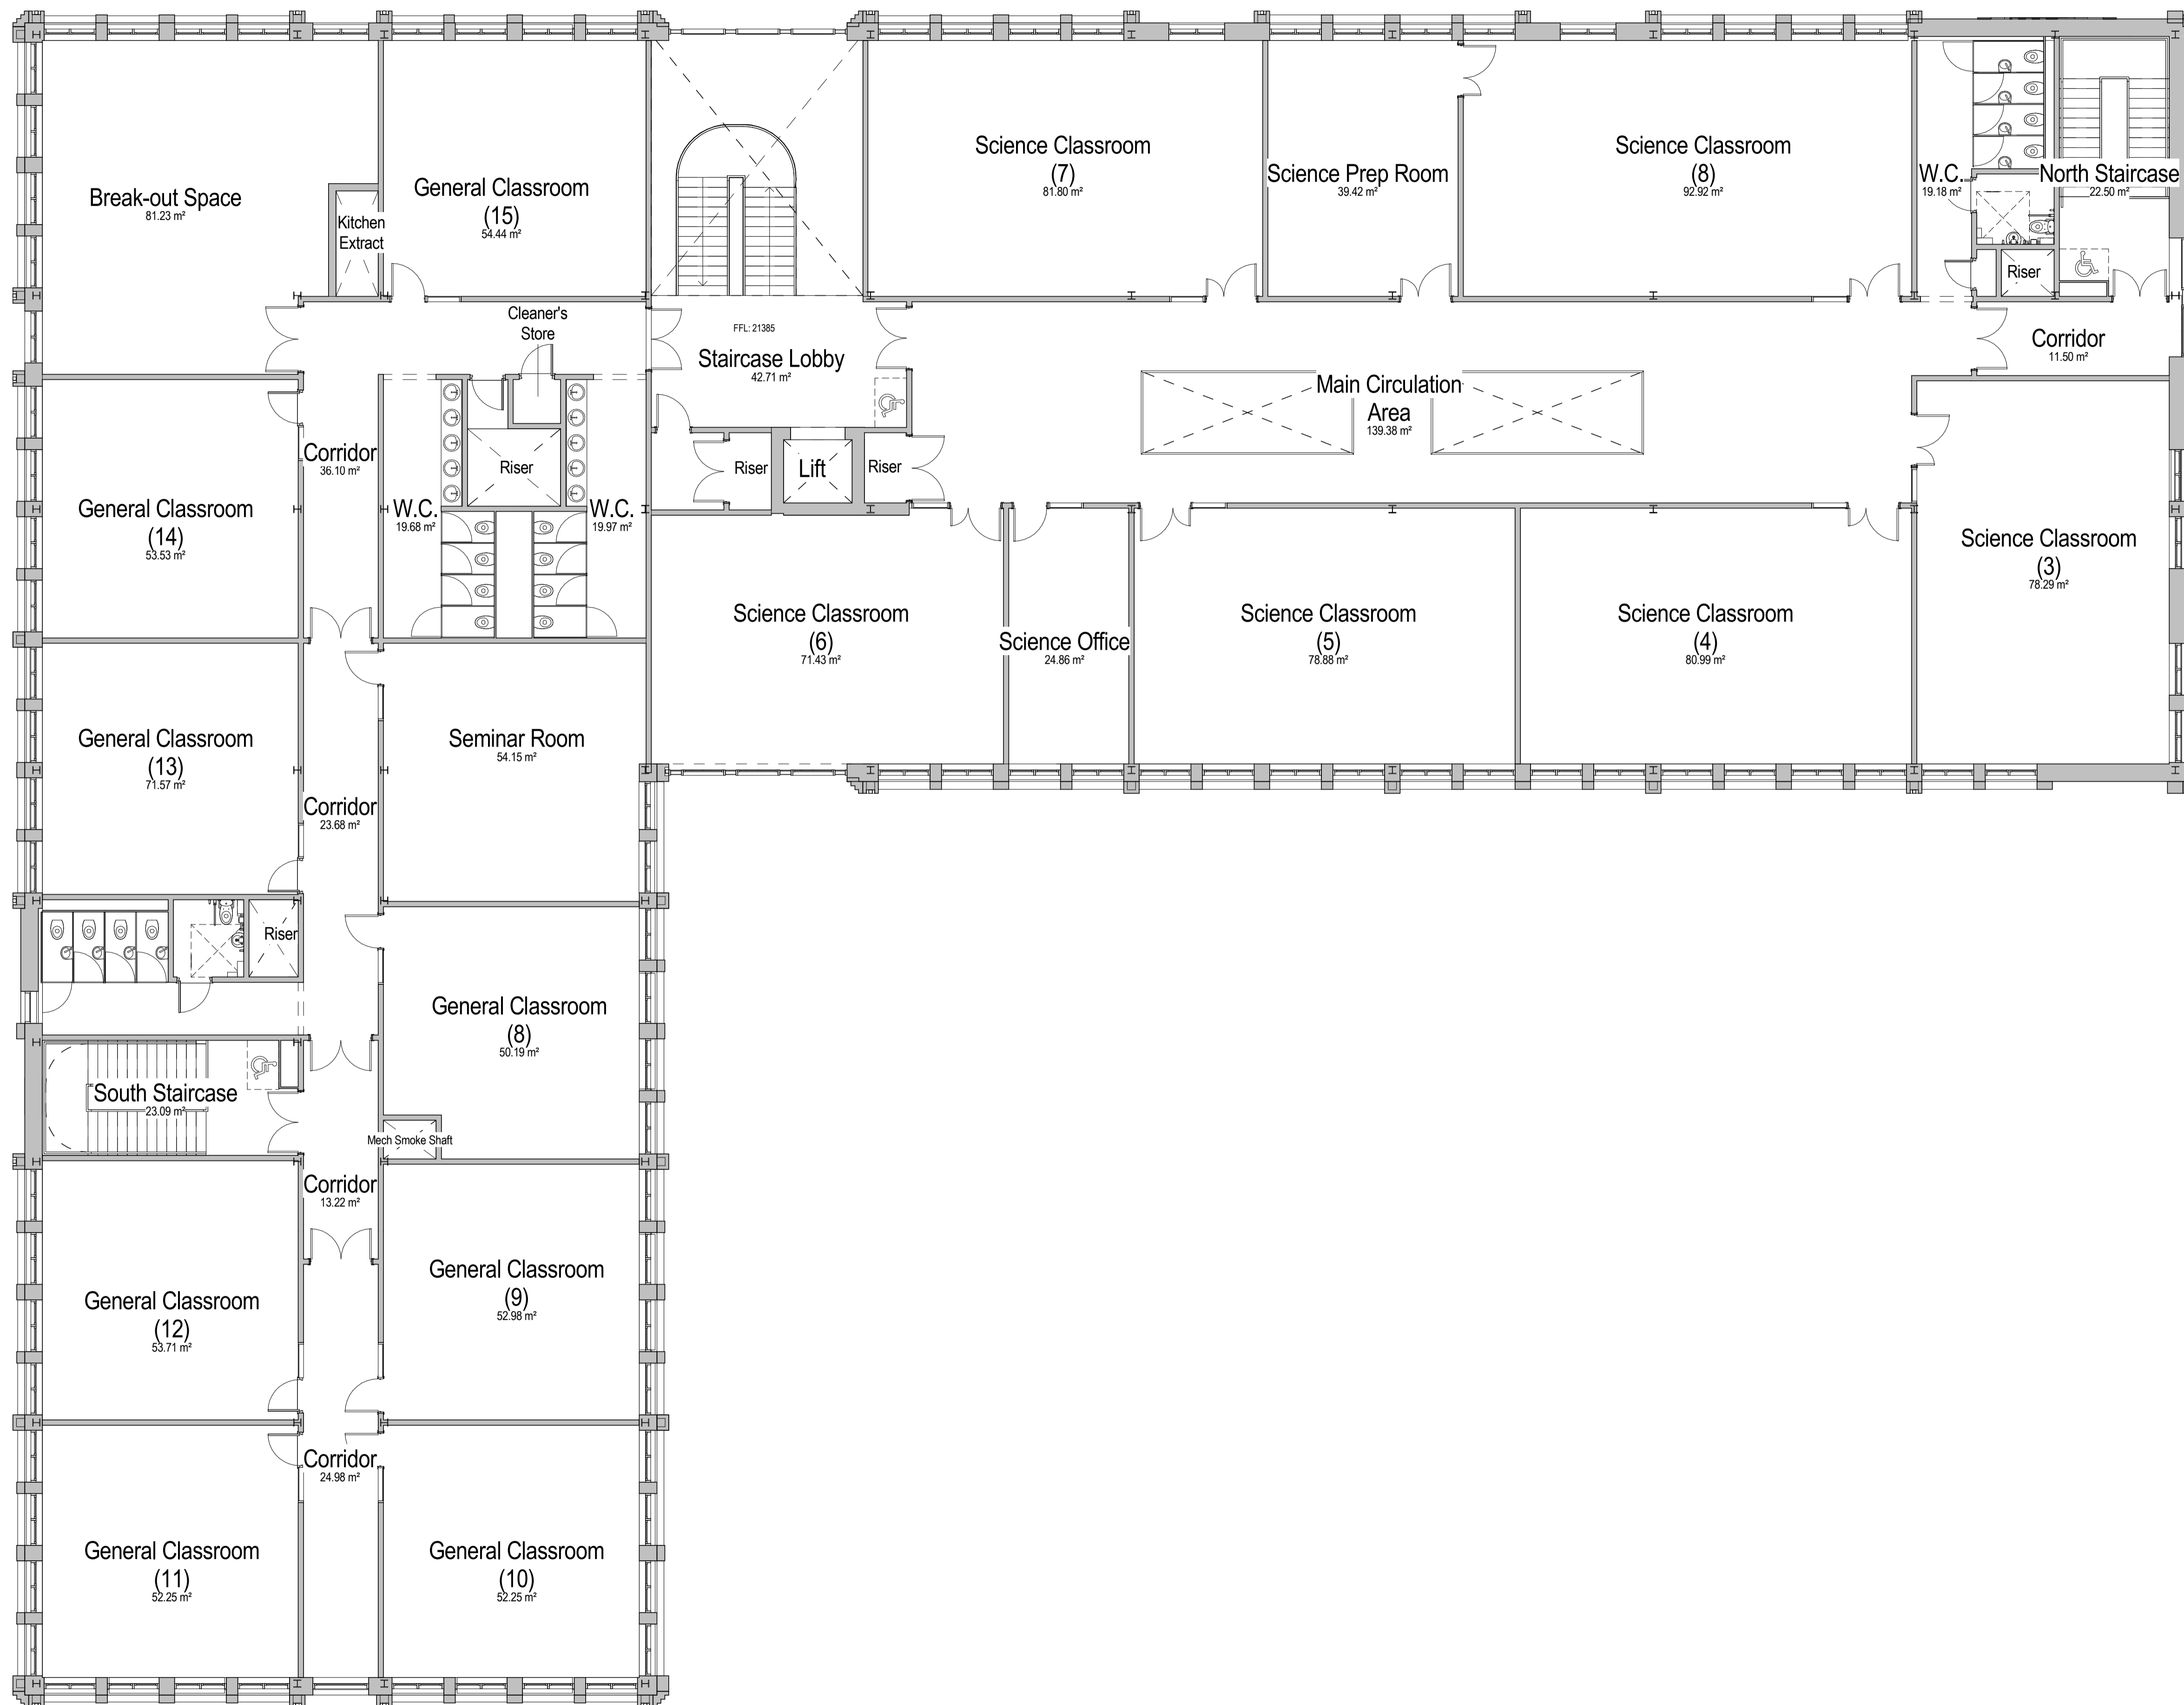 Break-out Space
81.23 m²
Kitchen
Extract
General Classroom
(15)
54.44 m²
Science Classroom
(7)
81.80 m²
Science Prep Room
39.42 m²
Science Classroom
(8)
92.92 m²
W.C.
19.18 m²
North Staircase
22.50 m²
Riser
Cleaner's
Store
FFL: 21385
Staircase Lobby
42.71 m²
Main Circulation
Area
139.38 m²
Corridor
11.50 m²
General Classroom
(14)
53.53 m²
Corridor
36.10 m²
W.C.
19.68 m²
Riser
W.C.
19.97 m²
Riser
Lift
Riser
Science Classroom
(6)
71.43 m²
Science Office
24.86 m²
Science Classroom
(5)
78.88 m²
Science Classroom
(4)
80.99 m²
Science Classroom
(3)
78.29 m²
General Classroom
(13)
71.57 m²
Corridor
23.68 m²
Seminar Room
54.15 m²
Riser
General Classroom
(8)
50.19 m²
South Staircase
23.09 m²
Mech Smoke Shaft
Corridor
13.22 m²
General Classroom
(12)
53.71 m²
General Classroom
(9)
52.98 m²
Corridor
24.98 m²
General Classroom
(11)
52.25 m²
General Classroom
(10)
52.25 m²